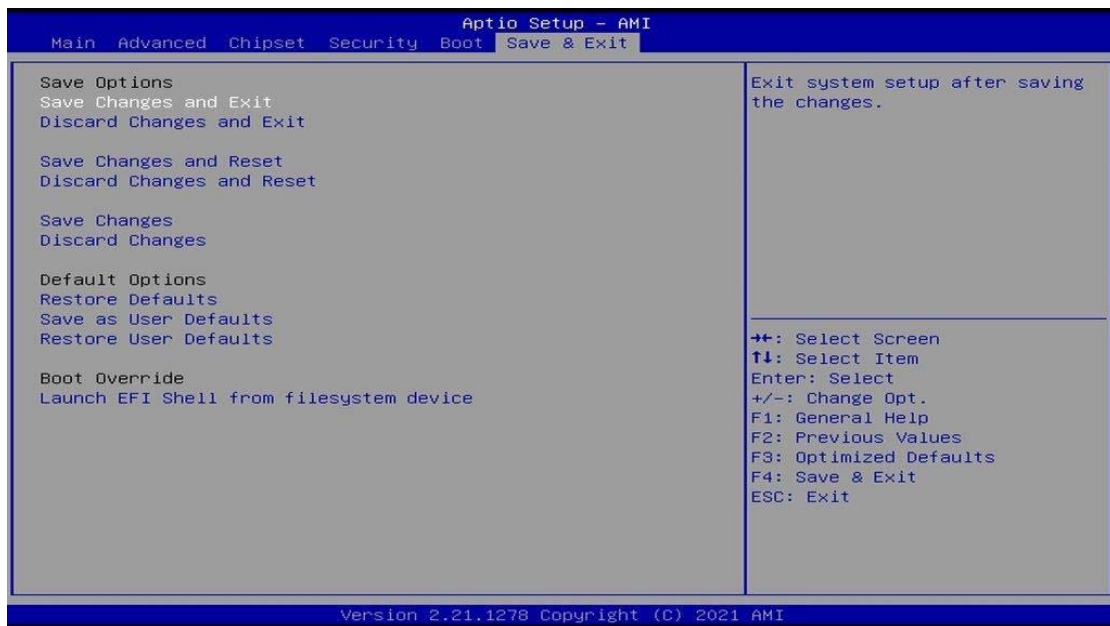 Aptio Setup – AMI
Main Advanced Chipset Security Boot Save & Exit
Save Options
Save Changes and Exit
Discard Changes and Exit
Save Changes and Reset
Discard Changes and Reset
Save Changes
Discard Changes
Default Options
Restore Defaults
Save as User Defaults
Restore User Defaults
Boot Override
Launch EFI Shell from filesystem device
Exit system setup after saving
the changes.
→←: Select Screen
↑↓: Select Item
Enter: Select
+/-: Change Opt.
F1: General Help
F2: Previous Values
F3: Optimized Defaults
F4: Save & Exit
ESC: Exit
Version 2.21.1278 Copyright (C) 2021 AMI